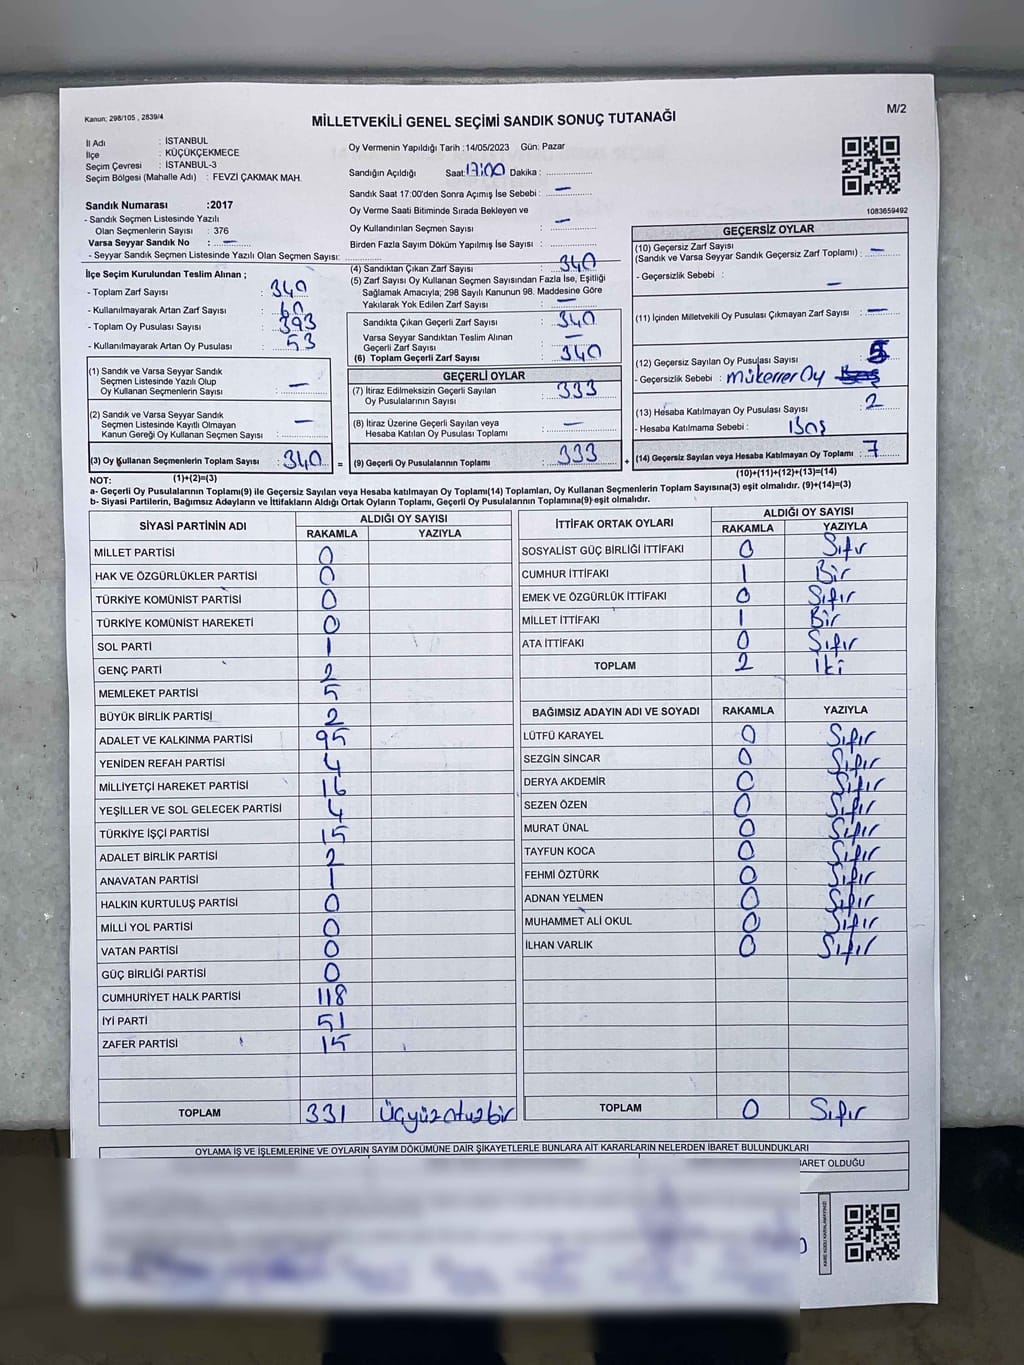 Kanun; 298/105 , 2839/4
MİLLETVEKİLİ GENEL SEÇİMİ SANDIK SONUÇ TUTANAĞI
M/2
İl Adı : İSTANBUL
İlçe : KÜÇÜKÇEKMECE
Seçim Çevresi : İSTANBUL-3
Seçim Bölgesi (Mahalle Adı) : FEVZİ ÇAKMAK MAH.
Sandık Numarası :2017
- Sandık Seçmen Listesinde Yazılı
Olan Seçmenlerin Sayısı : 376
Varsa Seyyar Sandık No : —
- Seyyar Sandık Seçmen Listesinde Yazılı Olan Seçmen Sayısı:
Oy Vermenin Yapıldığı Tarih :14/05/2023 Gün: Pazar
Sandığın Açıldığı Saat: 17:00 Dakika :
Sandık Saat 17:00'den Sonra Açımış İse Sebebi : —
Oy Verme Saati Bitiminde Sırada Bekleyen ve
Oy Kullandırılan Seçmen Sayısı : —
Birden Fazla Sayım Döküm Yapılmış İse Sayısı :
1083659492
İlçe Seçim Kurulundan Teslim Alınan ;
- Toplam Zarf Sayısı : 340
- Kullanılmayarak Artan Zarf Sayısı : 60
- Toplam Oy Pusulası Sayısı : 393
- Kullanılmayarak Artan Oy Pusulası : 53
(1) Sandık ve Varsa Seyyar Sandık
Seçmen Listesinde Yazılı Olup
Oy Kullanan Seçmenlerin Sayısı : —
(2) Sandık ve Varsa Seyyar Sandık
Seçmen Listesinde Kayıtlı Olmayan
Kanun Gereği Oy Kullanan Seçmen Sayısı : —
(3) Oy Kullanan Seçmenlerin Toplam Sayısı : 340 =
(4) Sandıktan Çıkan Zarf Sayısı : 340
(5) Zarf Sayısı Oy Kullanan Seçmen Sayısından Fazla İse, Eşitliği
Sağlamak Amacıyla; 298 Sayılı Kanunun 98. Maddesine Göre
Yakılarak Yok Edilen Zarf Sayısı : —
Sandıkta Çıkan Geçerli Zarf Sayısı : 340
Varsa Seyyar Sandıktan Teslim Alınan
Geçerli Zarf Sayısı : —
(6) Toplam Geçerli Zarf Sayısı : 340
GEÇERLİ OYLAR
(7) İtiraz Edilmeksizin Geçerli Sayılan
Oy Pusulalarının Sayısı : 333
(8) İtiraz Üzerine Geçerli Sayılan veya
Hesaba Katılan Oy Pusulası Toplamı : —
(9) Geçerli Oy Pusulalarının Toplamı : 333 +
GEÇERSİZ OYLAR
(10) Geçersiz Zarf Sayısı
(Sandık ve Varsa Seyyar Sandık Geçersiz Zarf Toplamı) : —
- Geçersizlik Sebebi : —
(11) İçinden Milletvekili Oy Pusulası Çıkmayan Zarf Sayısı : —
(12) Geçersiz Sayılan Oy Pusulası Sayısı : 5
- Geçersizlik Sebebi : Mükerrer Oy
(13) Hesaba Katılmayan Oy Pusulası Sayısı : 2
- Hesaba Katılmama Sebebi : Boş
(14) Geçersiz Sayılan veya Hesaba Katılmayan Oy Toplamı : 7
NOT: (1)+(2)=(3)
(10)+(11)+(12)+(13)=(14)
a- Geçerli Oy Pusulalarının Toplamı(9) ile Geçersiz Sayılan veya Hesaba katılmayan Oy Toplamı(14) Toplamları, Oy Kullanan Seçmenlerin Toplam Sayısına(3) eşit olmalıdır. (9)+(14)=(3)
b- Siyasi Partilerin, Bağımsız Adayların ve İttifakların Aldığı Ortak Oyların Toplamı, Geçerli Oy Pusulalarının Toplamına(9) eşit olmalıdır.
SİYASİ PARTİNİN ADI ALDIĞI OY SAYISI
RAKAMLA YAZIYLA
MİLLET PARTİSİ 0
HAK VE ÖZGÜRLÜKLER PARTİSİ 0
TÜRKİYE KOMÜNİST PARTİSİ 0
TÜRKİYE KOMÜNİST HAREKETİ 0
SOL PARTİ 1
GENÇ PARTİ 2
MEMLEKET PARTİSİ 5
BÜYÜK BİRLİK PARTİSİ 2
ADALET VE KALKINMA PARTİSİ 95
YENİDEN REFAH PARTİSİ 4
MİLLİYETÇİ HAREKET PARTİSİ 16
YEŞİLLER VE SOL GELECEK PARTİSİ 4
TÜRKİYE İŞÇİ PARTİSİ 15
ADALET BİRLİK PARTİSİ 2
ANAVATAN PARTİSİ 1
HALKIN KURTULUŞ PARTİSİ 0
MİLLİ YOL PARTİSİ 0
VATAN PARTİSİ 0
GÜÇ BİRLİĞİ PARTİSİ 0
CUMHURİYET HALK PARTİSİ 118
İYİ PARTİ 51
ZAFER PARTİSİ 15
TOPLAM 331 Üçyüzotuzbir
İTTİFAK ORTAK OYLARI ALDIĞI OY SAYISI
RAKAMLA YAZIYLA
SOSYALİST GÜÇ BİRLİĞİ İTTİFAKI 0 Sıfır
CUMHUR İTTİFAKI 1 Bir
EMEK VE ÖZGÜRLÜK İTTİFAKI 0 Sıfır
MİLLET İTTİFAKI 1 Bir
ATA İTTİFAKI 0 Sıfır
TOPLAM 2 İki
BAĞIMSIZ ADAYIN ADI VE SOYADI RAKAMLA YAZIYLA
LÜTFÜ KARAYEL 0 Sıfır
SEZGİN SİNCAR 0 Sıfır
DERYA AKDEMİR 0 Sıfır
SEZEN ÖZEN 0 Sıfır
MURAT ÜNAL 0 Sıfır
TAYFUN KOCA 0 Sıfır
FEHMİ ÖZTÜRK 0 Sıfır
ADNAN YELMEN 0 Sıfır
MUHAMMET ALİ OKUL 0 Sıfır
İLHAN VARLIK 0 Sıfır
TOPLAM 0 Sıfır
OYLAMA İŞ VE İŞLEMLERİNE VE OYLARIN SAYIM DÖKÜMÜNE DAİR ŞİKAYETLERLE BUNLARA AİT KARARLARIN NELERDEN İBARET BULUNDUKLARI
BARET OLDUĞU